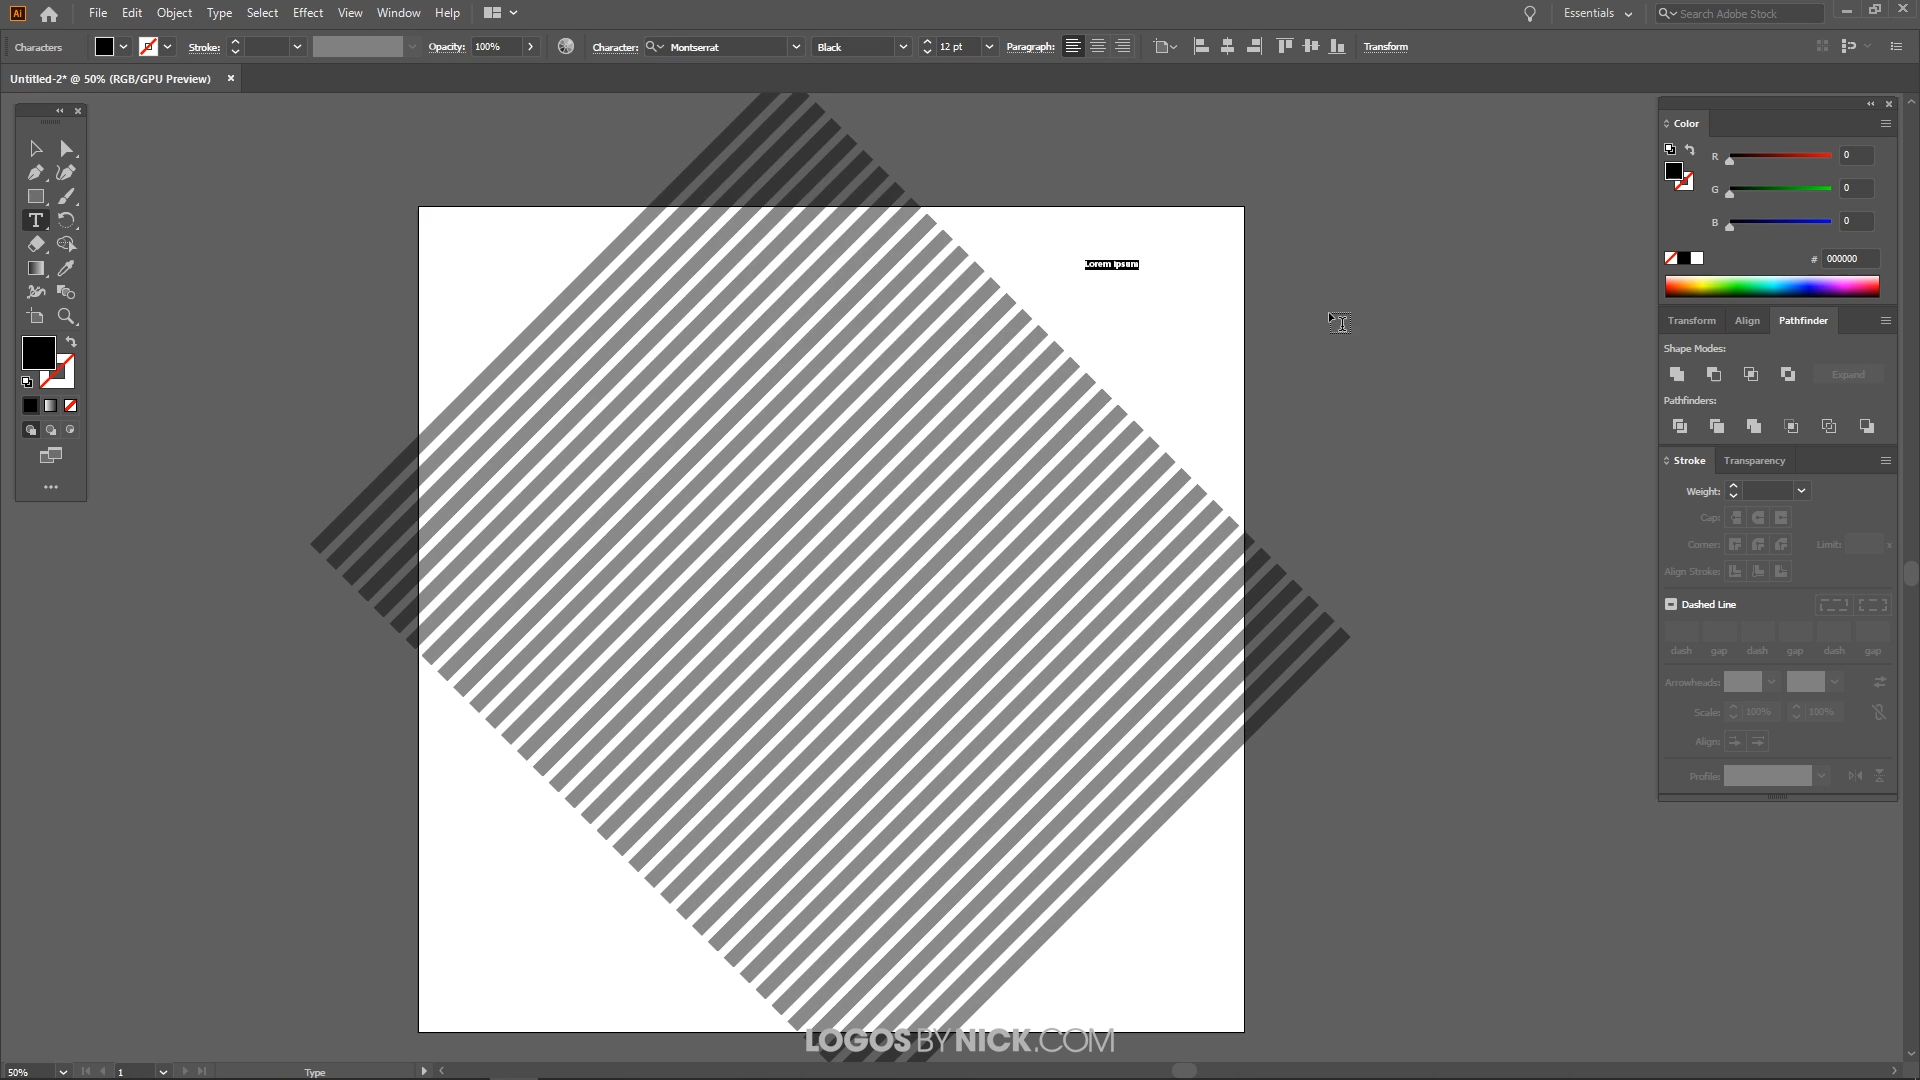 Ai File Edit Object Type Select Effect View Window Help Essentials Search Adobe Stock
Characters Stroke: Opacity: 100% Character: Montserrat Black 12 pt Paragraph: Transform
Untitled-2* @ 50% (RGB/GPU Preview)
Color
R 0
G 0
B 0
# 000000
Lorem ipsum
Transform Align Pathfinder
Shape Modes:
Expand
Pathfinders:
Stroke Transparency
Weight:
Cap:
Corner: Limit: x
Align Stroke:
Dashed Line
dash gap dash gap dash gap
Arrowheads:
Scale: 100% 100%
Align:
Profile:
LOGOS BY NICK.COM
50% 1 Type